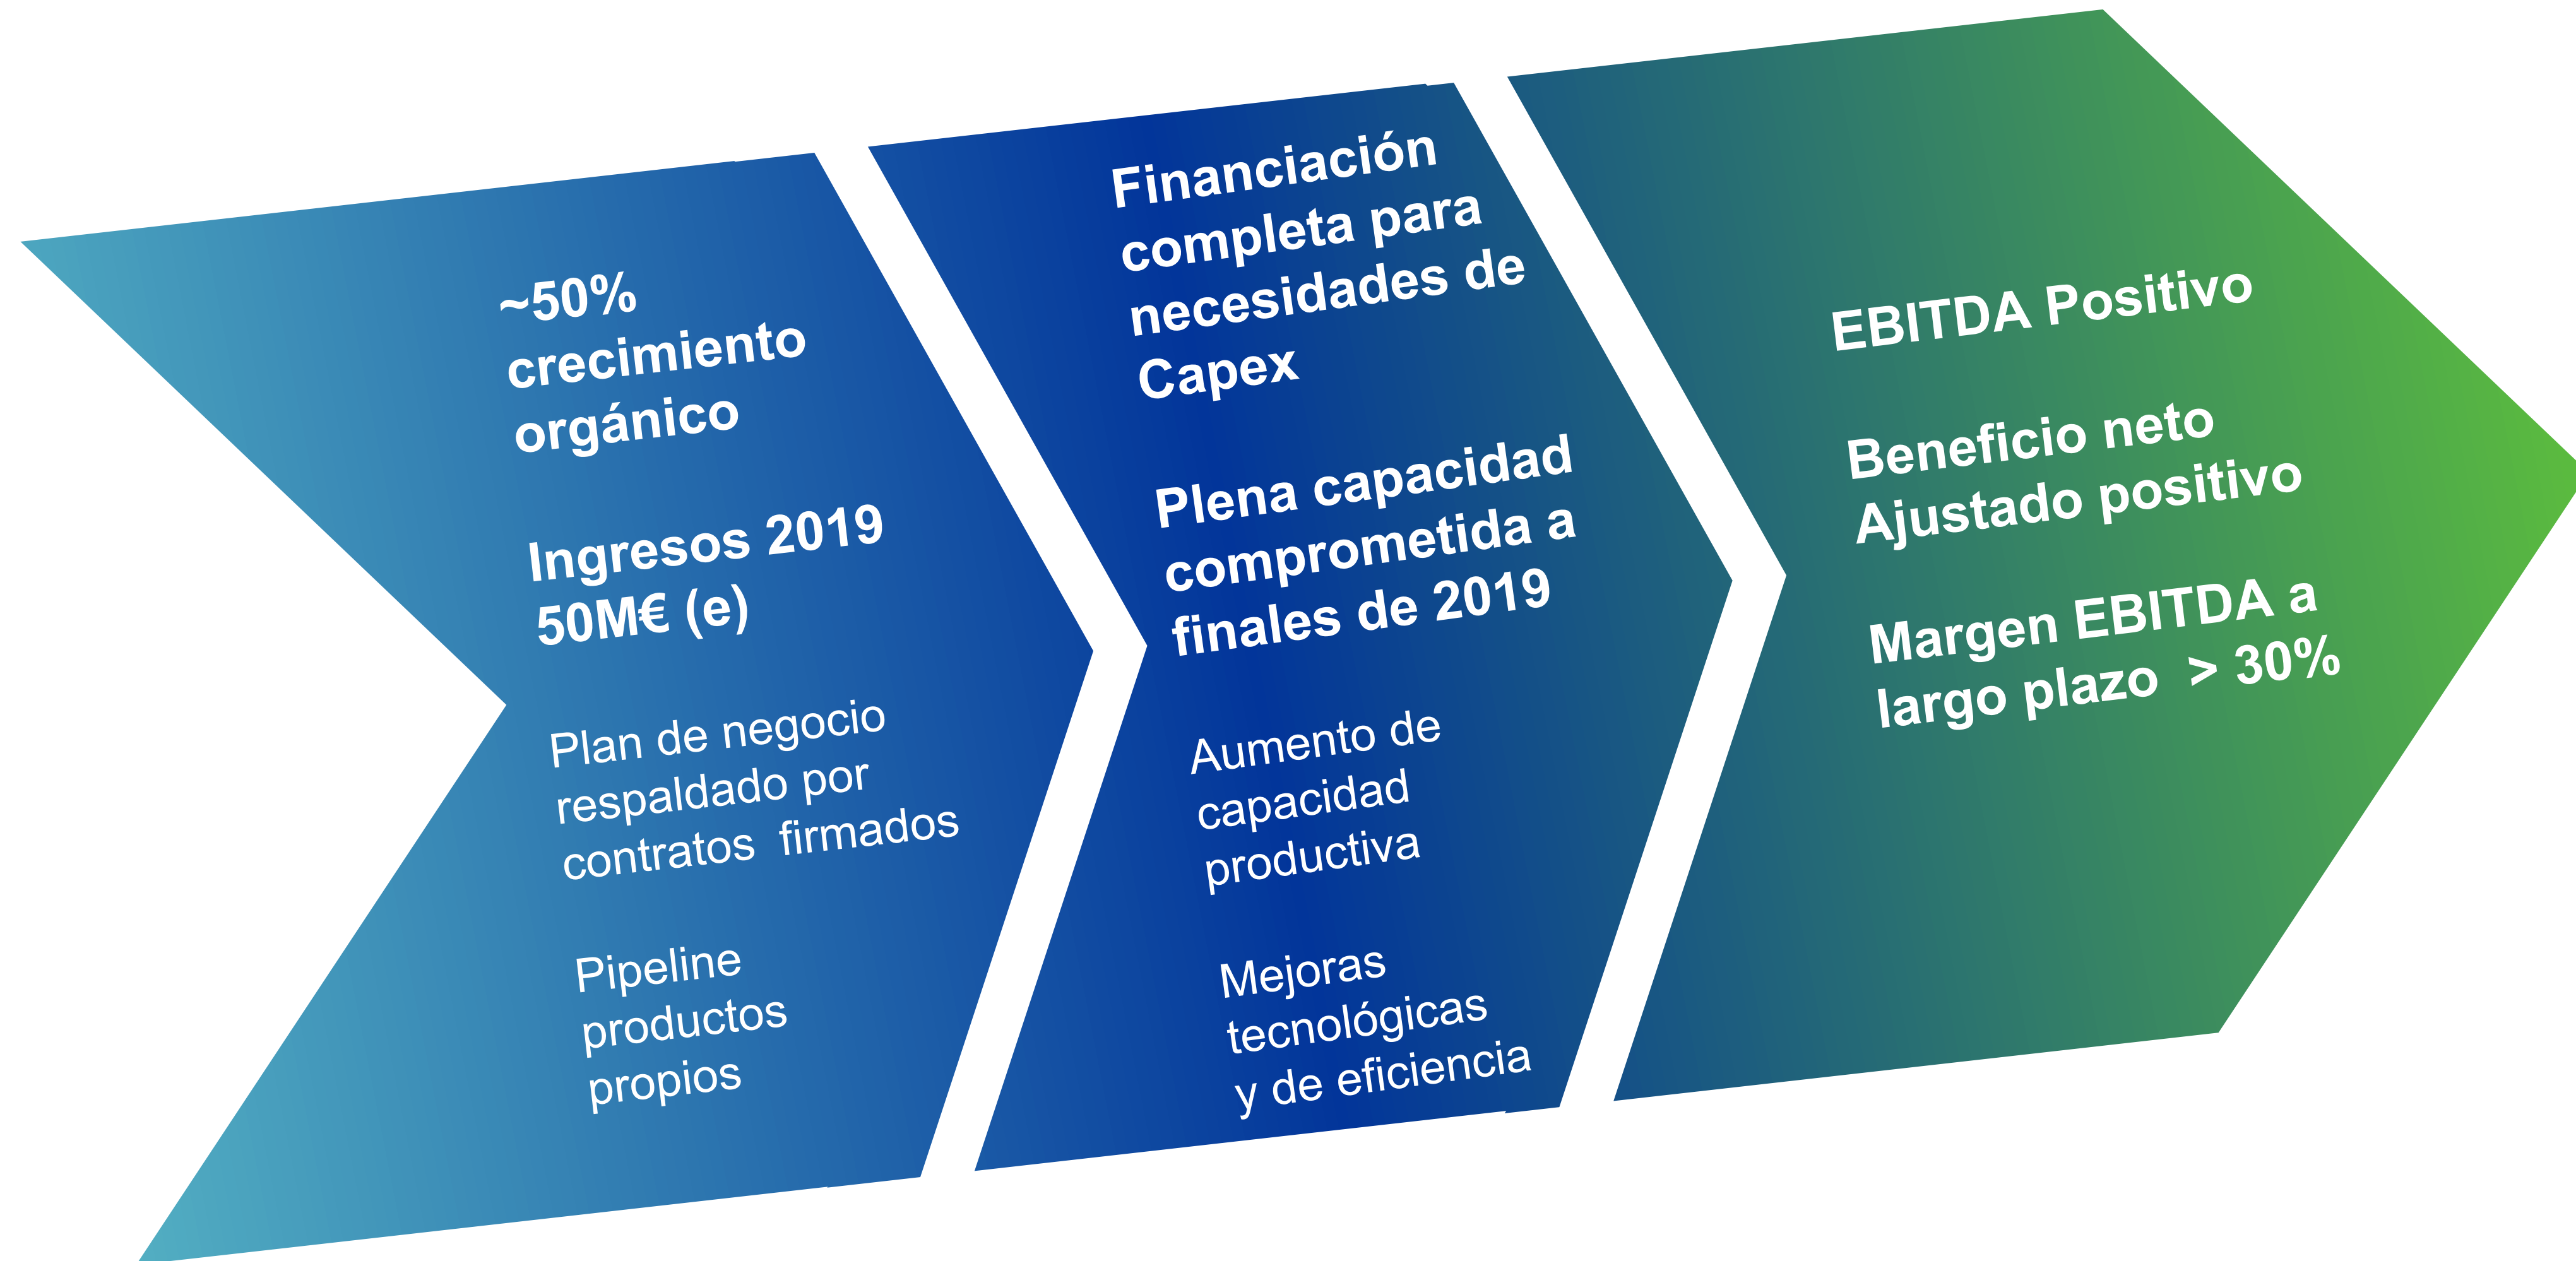 ~50%
crecimiento
orgánico
Ingresos 2019
50M€ (e)
Plan de negocio
respaldado por
contratos  firmados
Pipeline
productos
propios
Financiación
completa para
necesidades de
Capex
Plena capacidad
comprometida a
finales de 2019
Aumento de
capacidad
productiva
Mejoras
tecnológicas
y de eficiencia
EBITDA Positivo
Beneficio neto
Ajustado positivo
Margen EBITDA a
largo plazo  > 30%